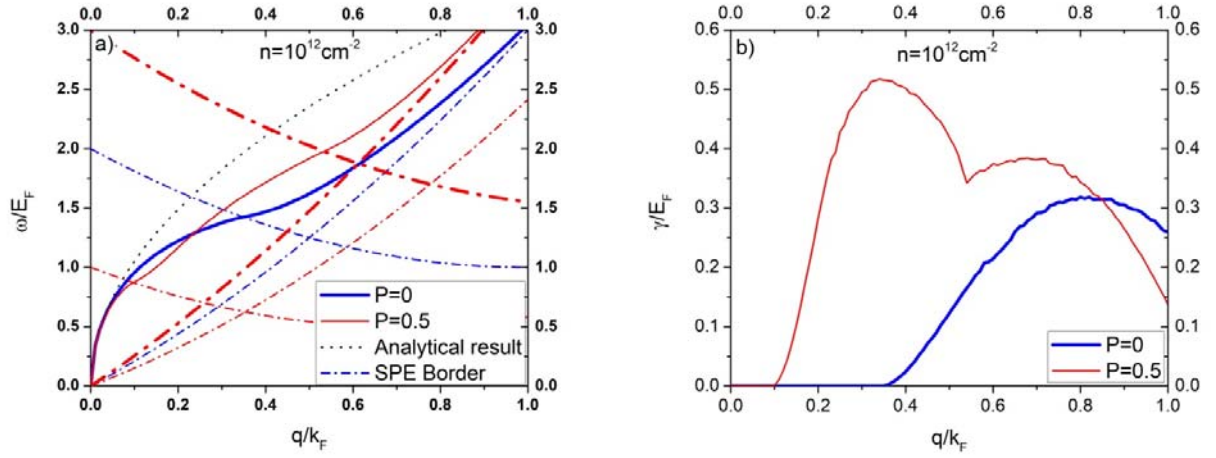 0.0 0.2 0.4 0.6 0.8 1.0
a)
n=10¹²cm⁻²
3.0 3.0
2.5 2.5
2.0 2.0
1.5 1.5
1.0 1.0
0.5 0.5
0.0 0.0
ω/E_F
P=0
P=0.5
Analytical result
SPE Border
0.0 0.2 0.4 0.6 0.8 1.0
q/k_F
0.0 0.2 0.4 0.6 0.8 1.0
b)
n=10¹²cm⁻²
0.6 0.6
0.5 0.5
0.4 0.4
0.3 0.3
0.2 0.2
0.1 0.1
0.0 0.0
γ/E_F
P=0
P=0.5
0.0 0.2 0.4 0.6 0.8 1.0
q/k_F